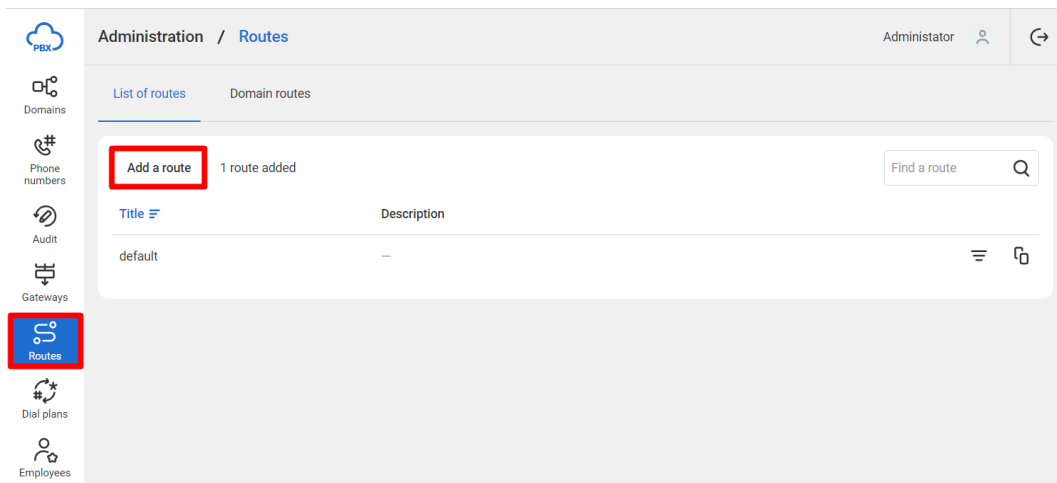 PBX
Administration / Routes
Administator
Domains
Phone
numbers
Audit
Gateways
Routes
Dial plans
Employees
List of routes
Domain routes
Add a route
1 route added
Find a route
Title
Description
default
—